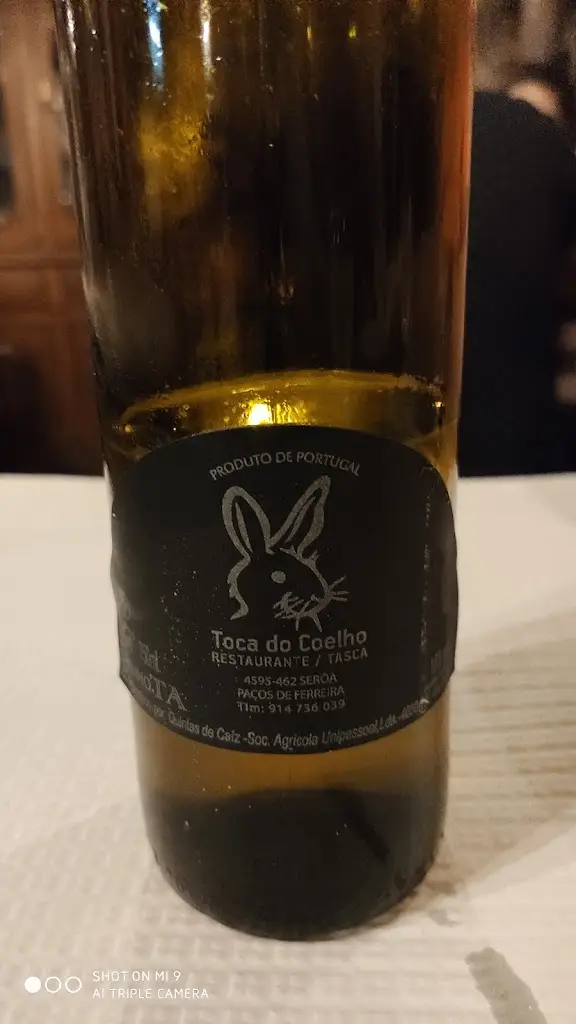 PRODUTO DE PORTUGAL
Toca do Coelho
RESTAURANTE / TASCA
4595-462 SERÔA
PAÇOS DE FERREIRA
Tlm: 914 736 039
por Quintas de Caiz -Soc. Agrícola Unipessoal, Lda.
SHOT ON MI 9
AI TRIPLE CAMERA